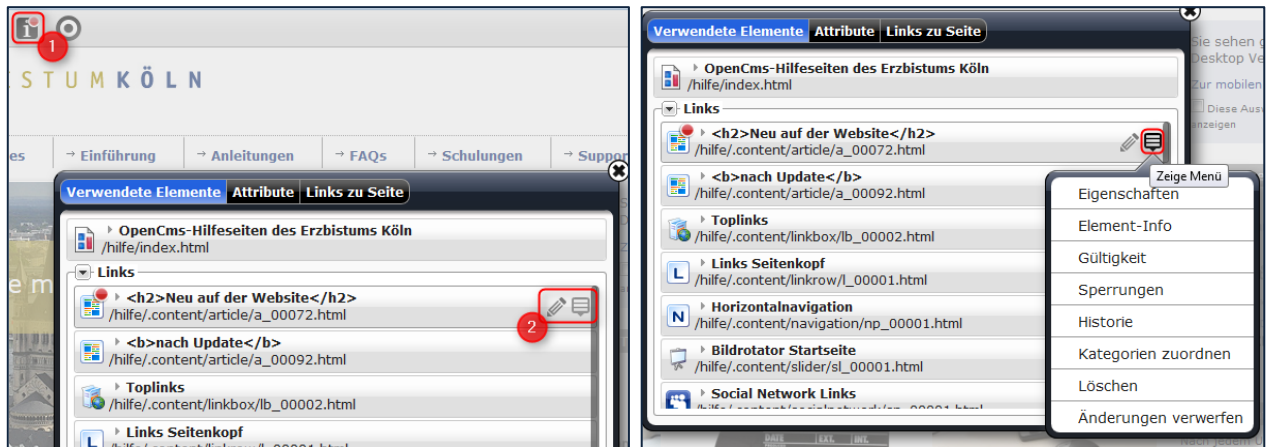 1
STUMKÖLN
es → Einführung → Anleitungen → FAQs → Schulungen → Suppor
Verwendete Elemente Attribute Links zu Seite
OpenCms-Hilfeseiten des Erzbistums Köln
/hilfe/index.html
Links
e m
<h2>Neu auf der Website</h2>
/hilfe/.content/article/a_00072.html
2
<b>nach Update</b>
/hilfe/.content/article/a_00092.html
Toplinks
/hilfe/.content/linkbox/lb_00002.html
Links Seitenkopf
Verwendete Elemente Attribute Links zu Seite
Sie sehen g
Desktop Ve
OpenCms-Hilfeseiten des Erzbistums Köln
/hilfe/index.html
Zur mobilen
Diese Ausw
anzeigen
Links
<h2>Neu auf der Website</h2>
/hilfe/.content/article/a_00072.html
Zeige Menü
<b>nach Update</b>
/hilfe/.content/article/a_00092.html
Toplinks
/hilfe/.content/linkbox/lb_00002.html
L Links Seitenkopf
/hilfe/.content/linkrow/l_00001.html
N Horizontalnavigation
/hilfe/.content/navigation/np_00001.html
Bildrotator Startseite
/hilfe/.content/slider/sl_00001.html
Social Network Links
Eigenschaften
Element-Info
Gültigkeit
Sperrungen
Historie
Kategorien zuordnen
Löschen
Änderungen verwerfen
DATE EXT. INT.